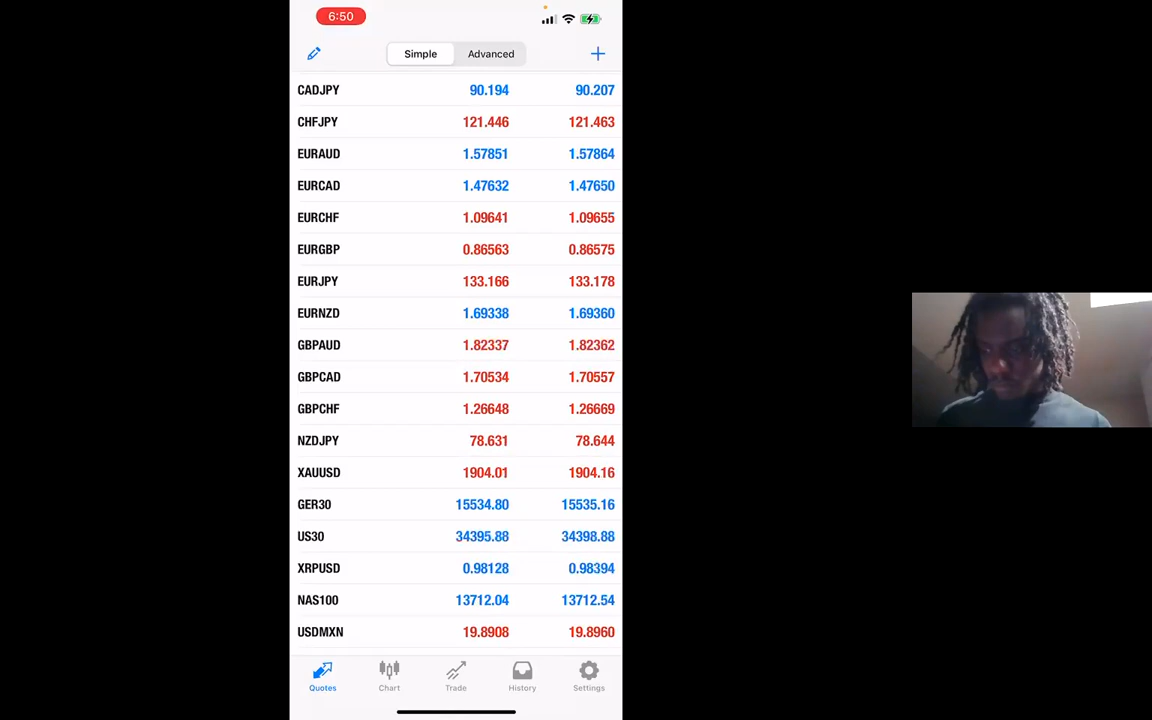 6:50
Simple Advanced
CADJPY 90.194 90.207
CHFJPY 121.446 121.463
EURAUD 1.57851 1.57864
EURCAD 1.47632 1.47650
EURCHF 1.09641 1.09655
EURGBP 0.86563 0.86575
EURJPY 133.166 133.178
EURNZD 1.69338 1.69360
GBPAUD 1.82337 1.82362
GBPCAD 1.70534 1.70557
GBPCHF 1.26648 1.26669
NZDJPY 78.631 78.644
XAUUSD 1904.01 1904.16
GER30 15534.80 15535.16
US30 34395.88 34398.88
XRPUSD 0.98128 0.98394
NAS100 13712.04 13712.54
USDMXN 19.8908 19.8960
Quotes Chart Trade History Settings